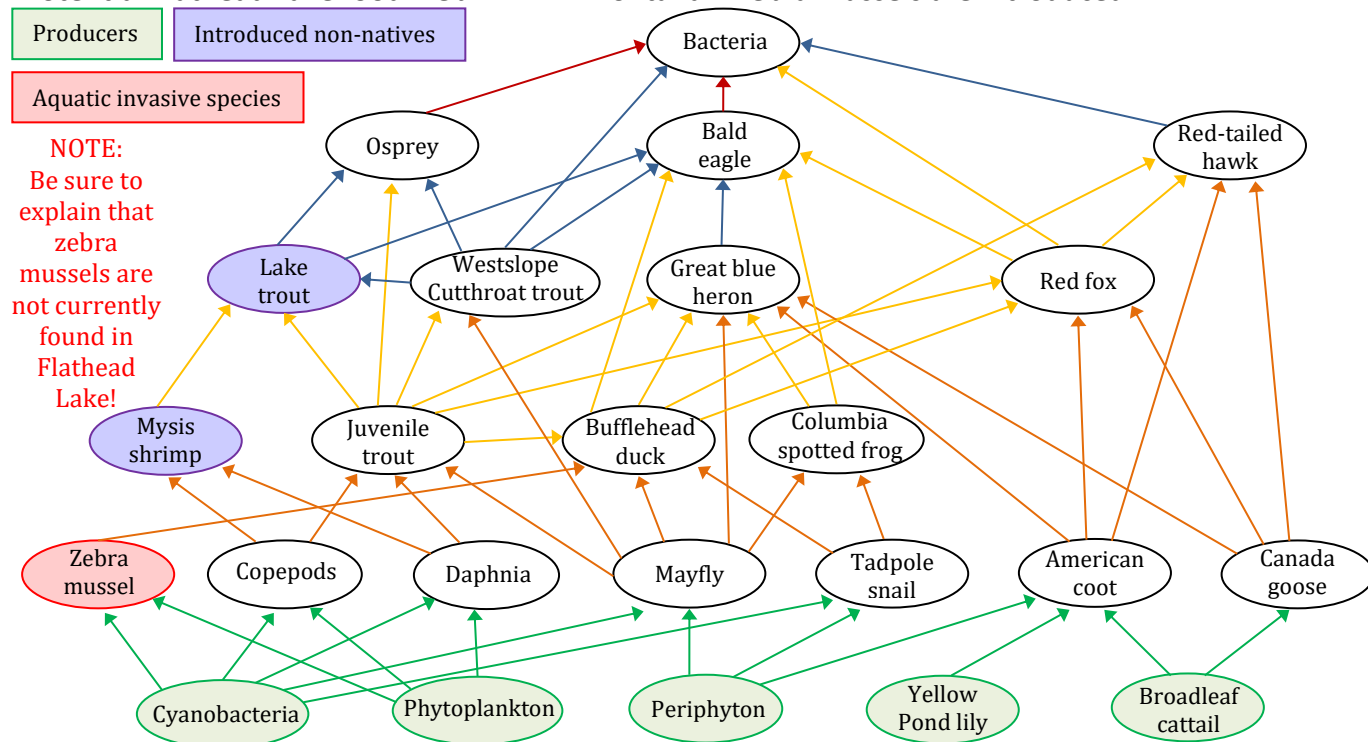 Producers
Introduced non-natives
Aquatic invasive species
NOTE:
Be sure to
explain that
zebra
mussels are
not currently
found in
Flathead
Lake!
Bacteria
Osprey
Bald
eagle
Red-tailed
hawk
Lake
trout
Westslope
Cutthroat trout
Great blue
heron
Red fox
Mysis
shrimp
Juvenile
trout
Bufflehead
duck
Columbia
spotted frog
Zebra
mussel
Copepods
Daphnia
Mayfly
Tadpole
snail
American
coot
Canada
goose
Cyanobacteria
Phytoplankton
Periphyton
Yellow
Pond lily
Broadleaf
cattail